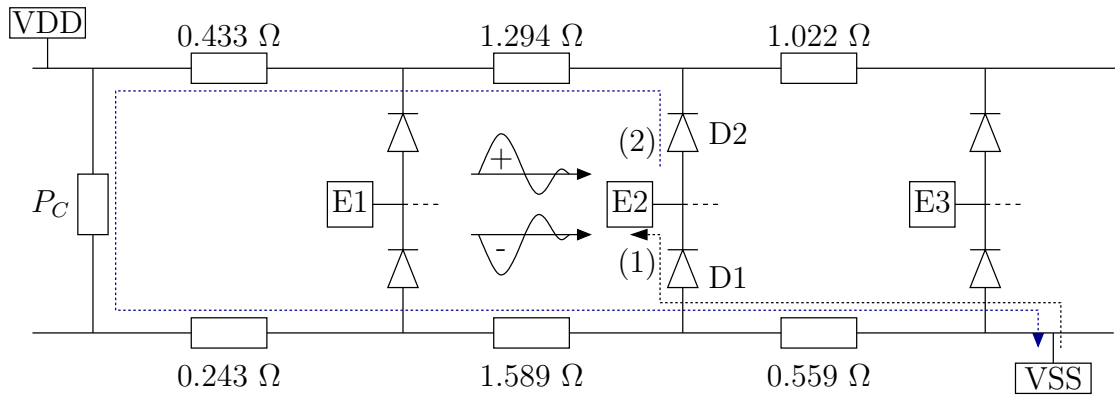 VDD
0.433 Ω 1.294 Ω 1.022 Ω
(2) D2
+
P_C E1 E2 E3
-
(1) D1
0.243 Ω 1.589 Ω 0.559 Ω
VSS